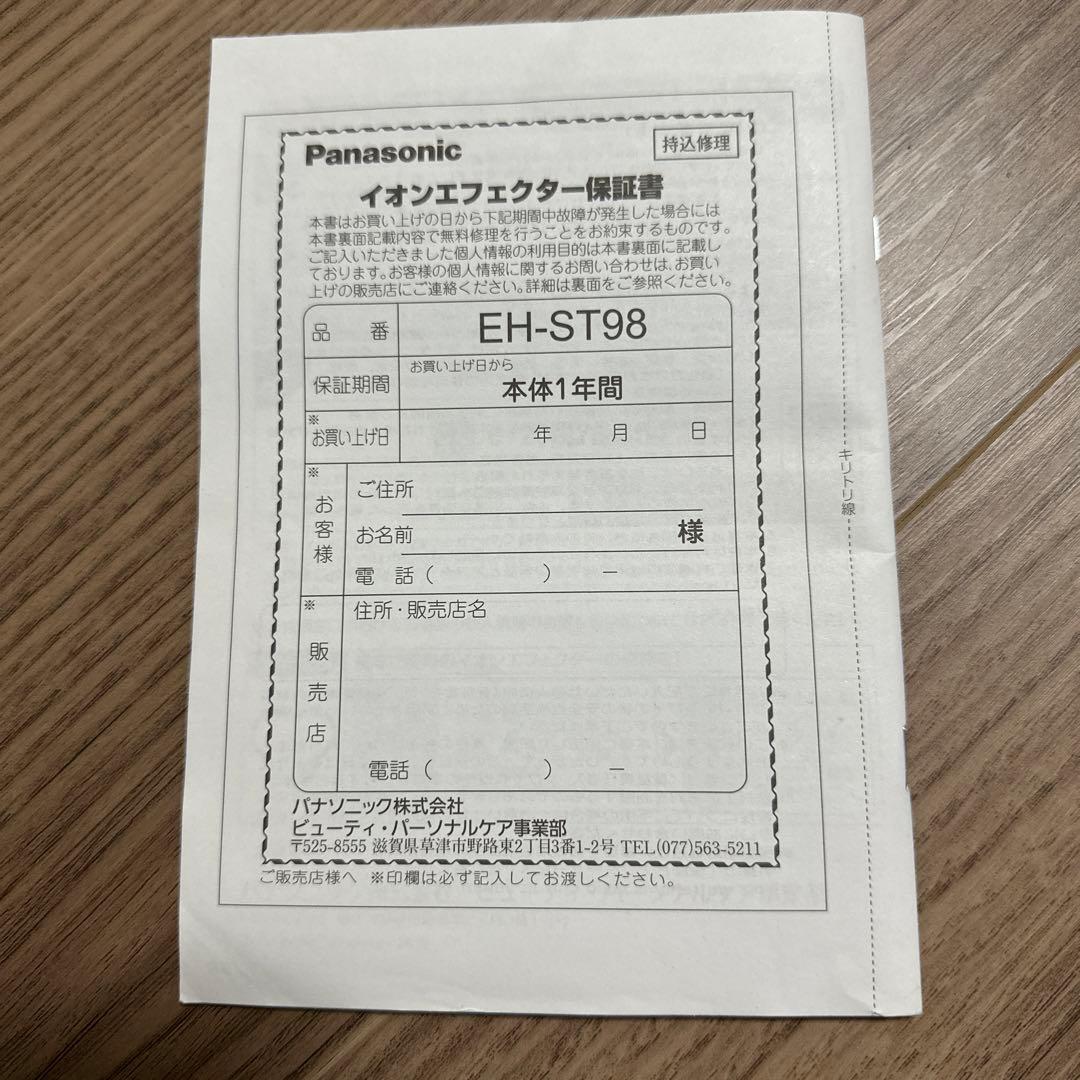 Panasonic
持込修理
イオンエフェクター保証書
本書はお買い上げの日から下記期間中故障が発生した場合には
本書裏面記載内容で無料修理を行うことをお約束するものです。
ご記入いただきました個人情報の利用目的は本書裏面に記載し
ております。お客様の個人情報に関するお問い合わせは、お買い
上げの販売店にご連絡ください。詳細は裏面をご参照ください。
品 番 EH-ST98
保証期間 お買い上げ日から
本体1年間
※
お買い上げ日 年 月 日
※
お客様
ご住所
お名前 様
電 話 ( ) −
※
販売店
住所・販売店名
電話 ( ) −
パナソニック株式会社
ビューティ・パーソナルケア事業部
〒525-8555 滋賀県草津市野路東2丁目3番1-2号 TEL(077)563-5211
ご販売店様へ ※印欄は必ず記入してお渡しください。
キリトリ線